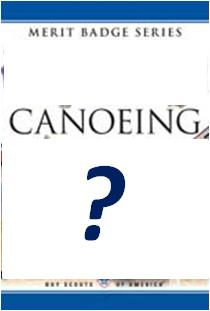 MERIT BADGE SERIES
CANOEING
?
BOY SCOUTS OF AMERICA